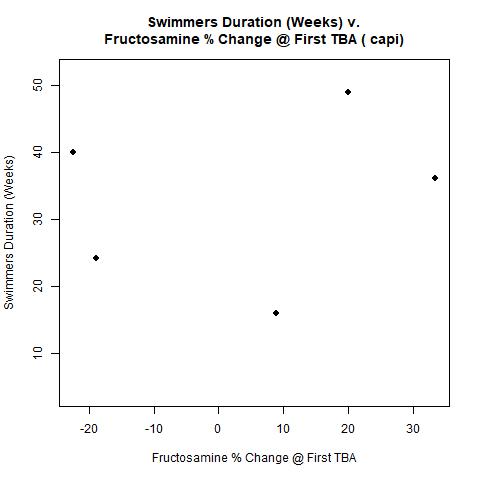 Swimmers Duration (Weeks) v.
Fructosamine % Change @ First TBA ( capi)
Swimmers Duration (Weeks)
50
40
30
20
10
-20 -10 0 10 20 30
Fructosamine % Change @ First TBA